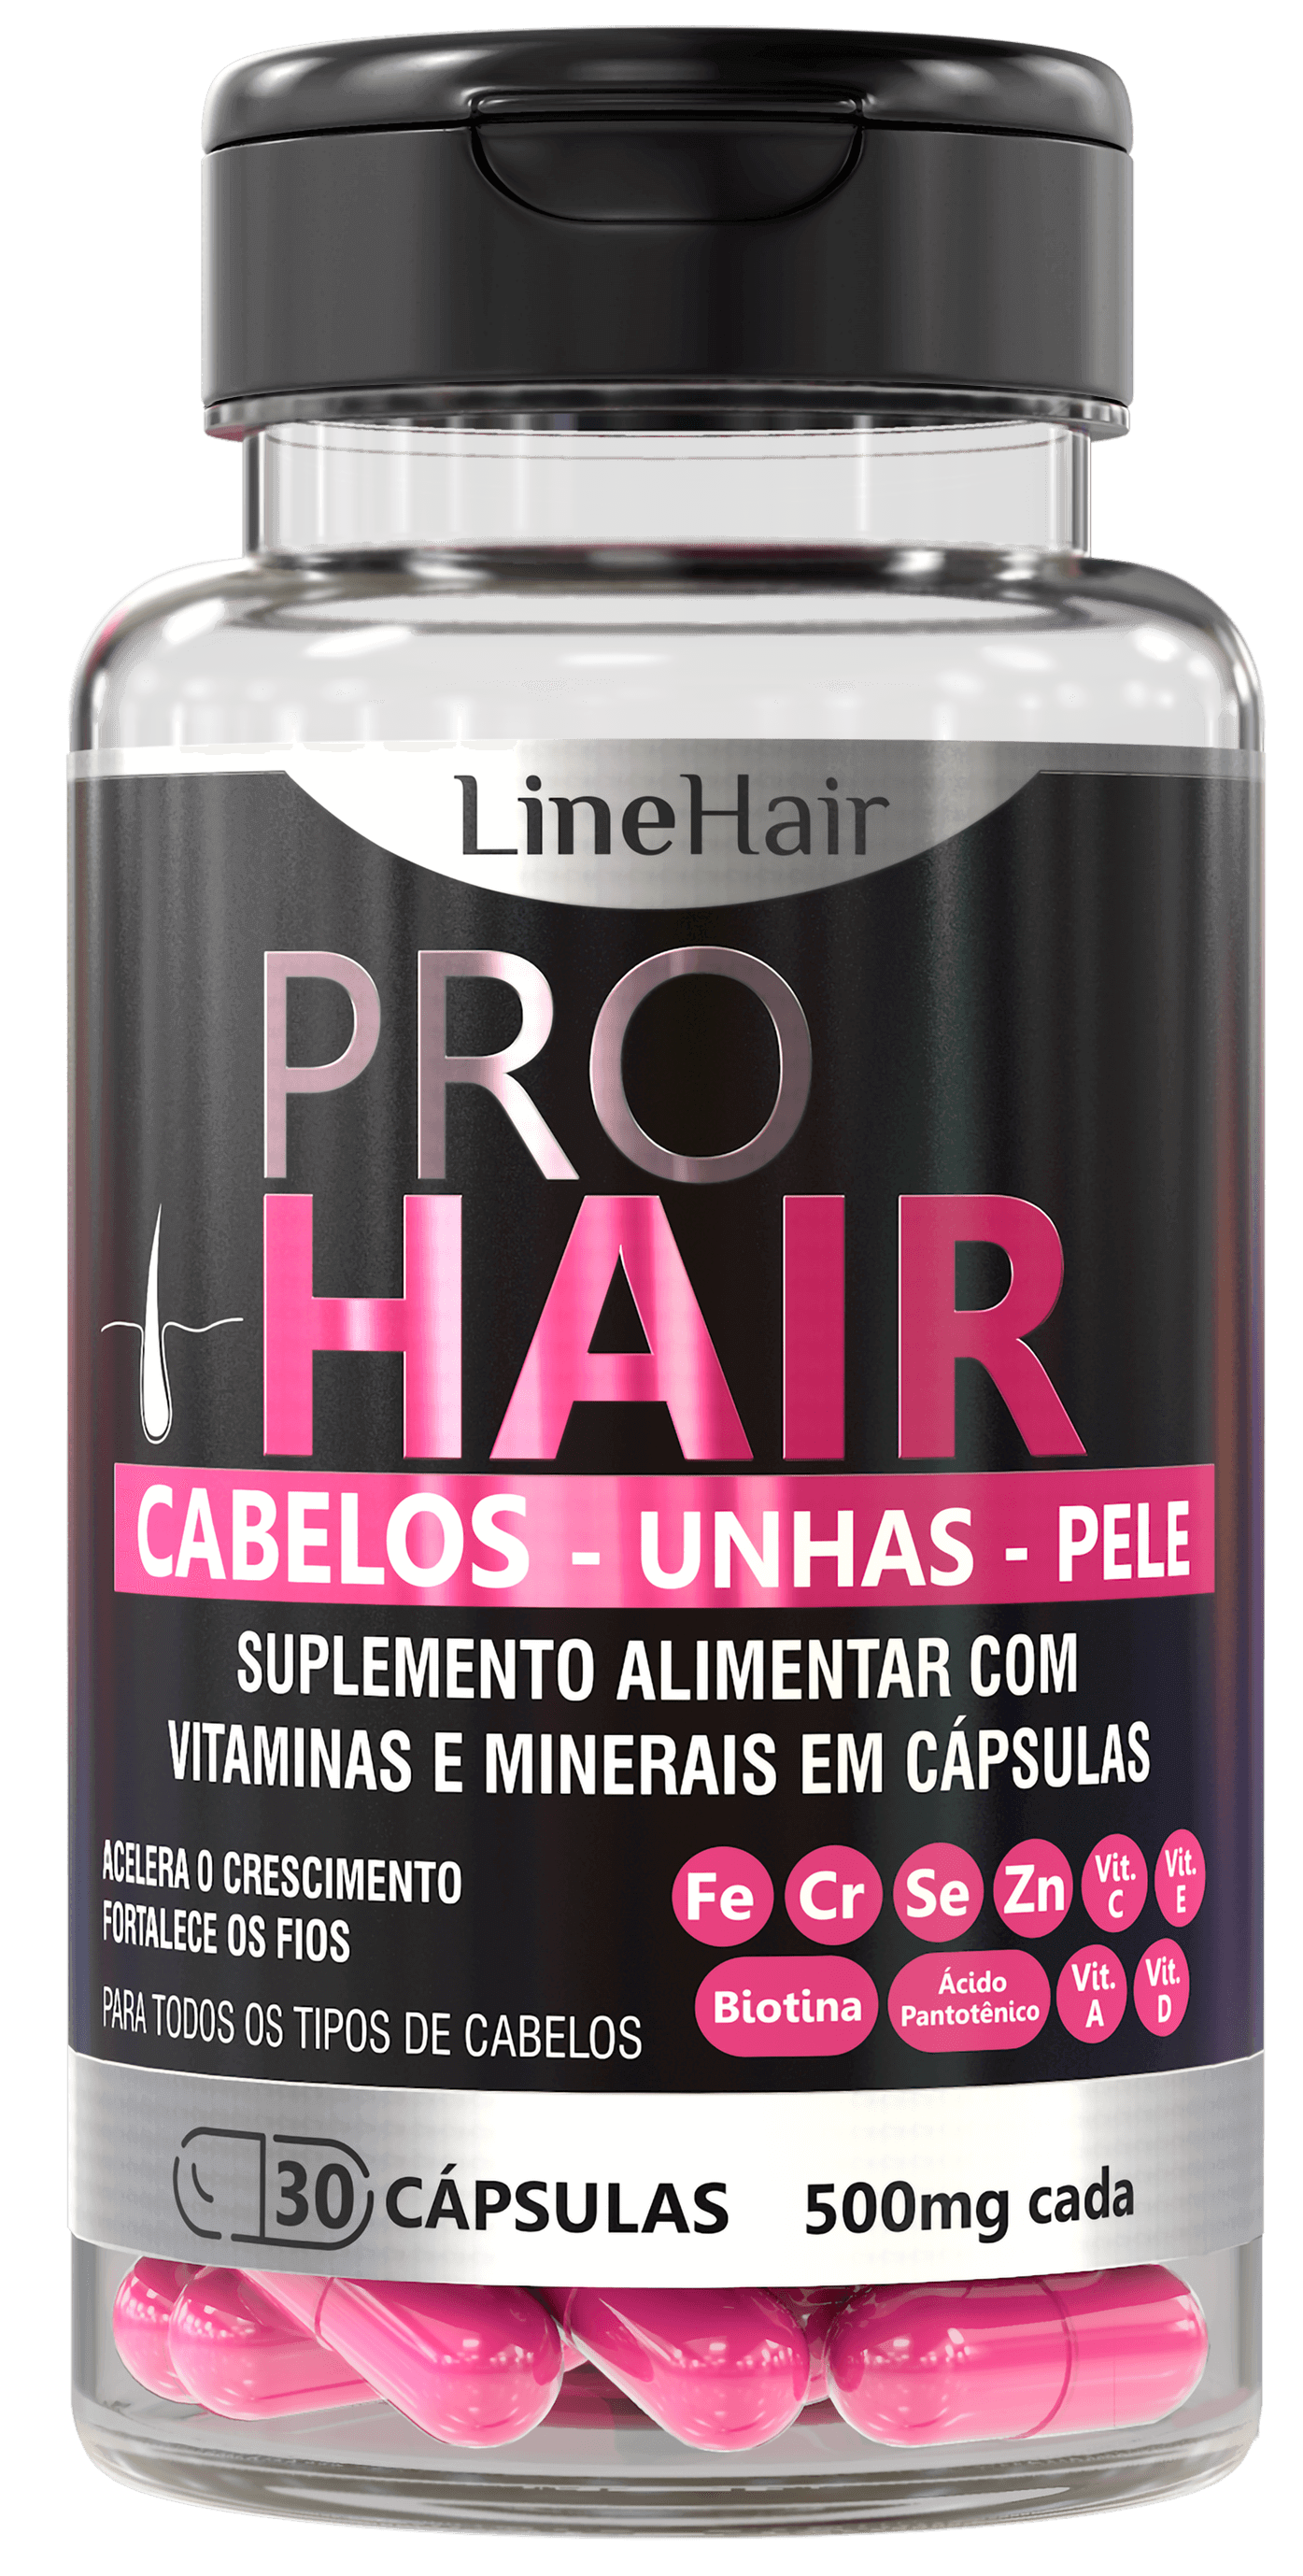 LineHair
PRO
HAIR
CABELOS - UNHAS - PELE
SUPLEMENTO ALIMENTAR COM
VITAMINAS E MINERAIS EM CÁPSULAS
ACELERA O CRESCIMENTO
FORTALECE OS FIOS
PARA TODOS OS TIPOS DE CABELOS
Fe Cr Se Zn Vit. C Vit. E
Biotina Ácido Pantotênico Vit. A Vit. D
30 CÁPSULAS 500mg cada